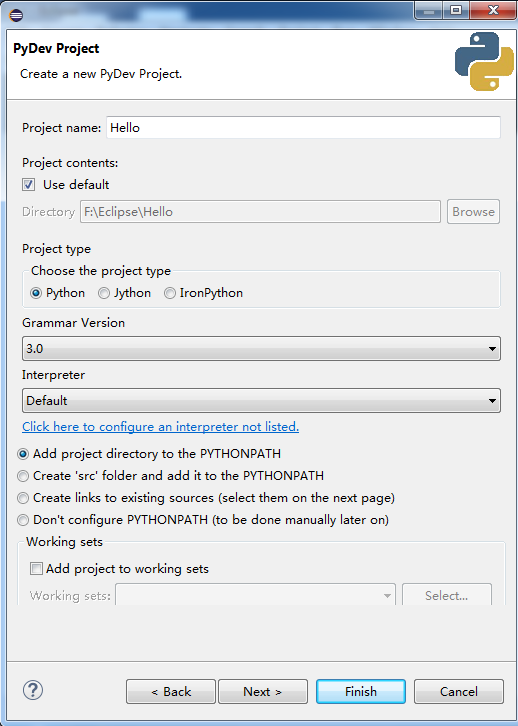 PyDev Project
Create a new PyDev Project.
Project name: Hello
Project contents:
Use default
Directory F:\Eclipse\Hello Browse
Project type
Choose the project type
Python Jython IronPython
Grammar Version
3.0
Interpreter
Default
Click here to configure an interpreter not listed.
Add project directory to the PYTHONPATH
Create 'src' folder and add it to the PYTHONPATH
Create links to existing sources (select them on the next page)
Don't configure PYTHONPATH (to be done manually later on)
Working sets
Add project to working sets
Working sets: Select...
? < Back Next > Finish Cancel